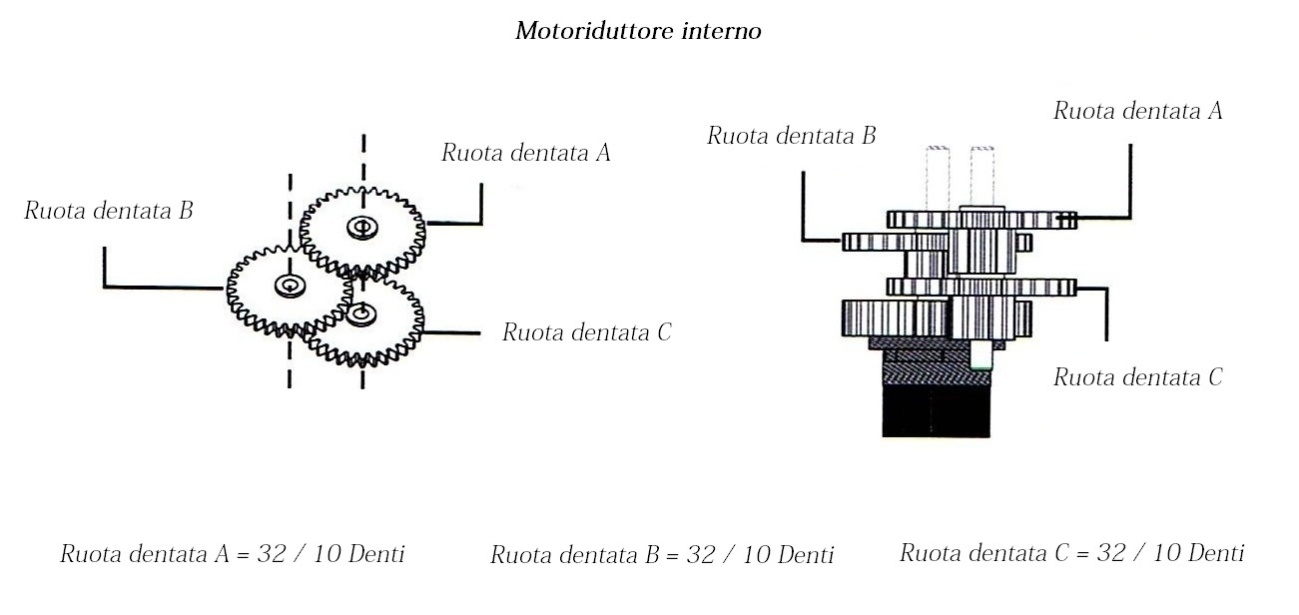 Motoriduttore interno
Ruota dentata A
Ruota dentata B
Ruota dentata C
Ruota dentata A
Ruota dentata B
Ruota dentata C
Ruota dentata A = 32 / 10 Denti
Ruota dentata B = 32 / 10 Denti
Ruota dentata C = 32 / 10 Denti